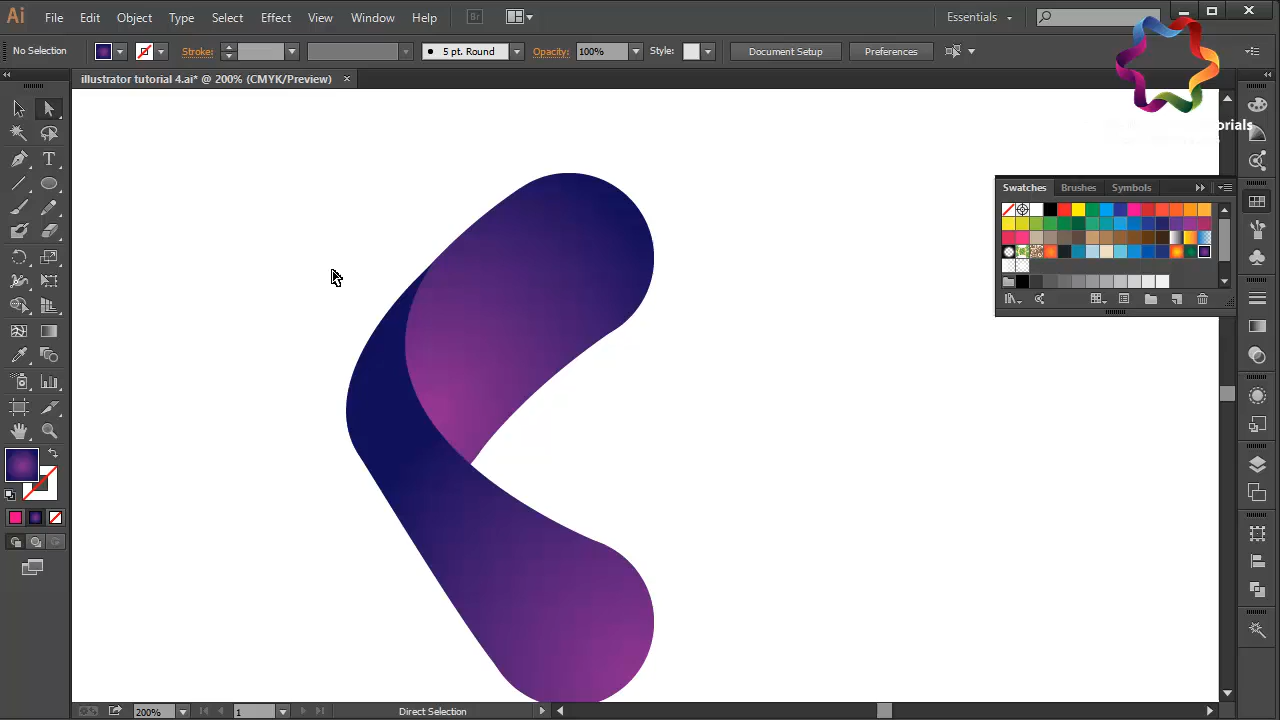 Ai File Edit Object Type Select Effect View Window Help Br Essentials
No Selection Stroke: 5 pt. Round Opacity: 100% Style: Document Setup Preferences
illustrator tutorial 4.ai* @ 200% (CMYK/Preview)
orials
Swatches Brushes Symbols
200% 1 Direct Selection